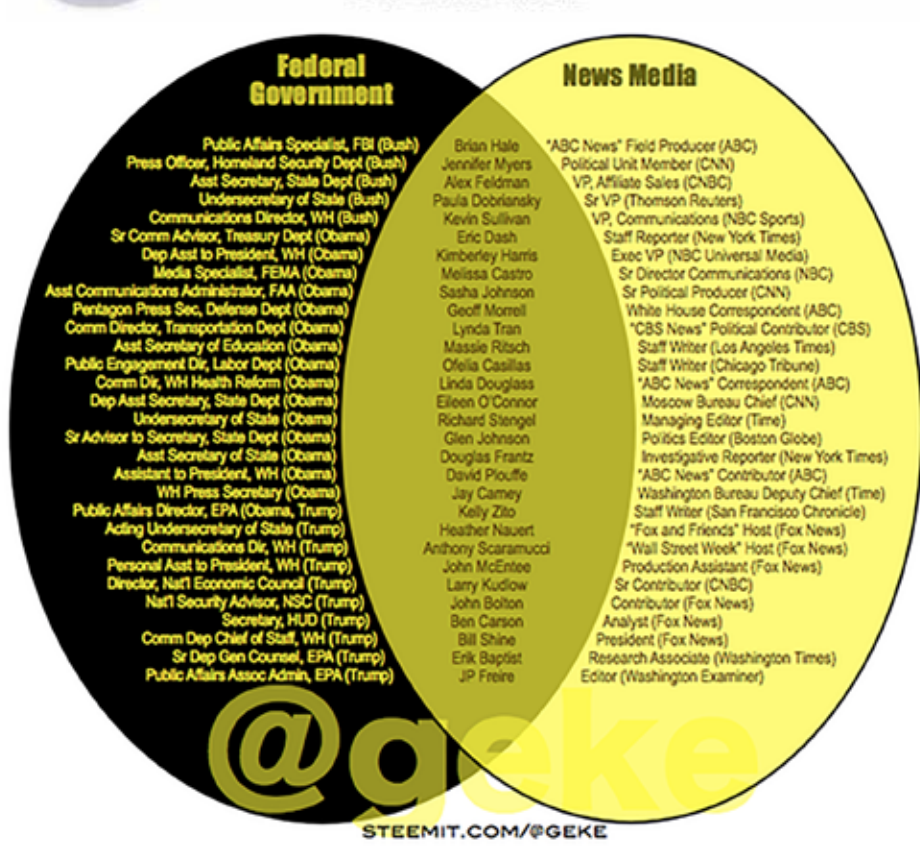 Federal
Government
News Media
Public Affairs Specialist, FBI (Bush) Brian Hale "ABC News" Field Producer (ABC)
Press Officer, Homeland Security Dept (Bush) Jennifer Myers Political Unit Member (CNN)
Asst Secretary, State Dept (Bush) Alex Feldman VP, Affiliate Sales (CNBC)
Undersecretary of State (Bush) Paula Dobriansky Sr VP (Thomson Reuters)
Communications Director, WH (Bush) Kevin Sullivan VP, Communications (NBC Sports)
Sr Comm Advisor, Treasury Dept (Obama) Eric Dash Staff Reporter (New York Times)
Dep Asst to President, WH (Obama) Kimberley Harris Exec VP (NBC Universal Media)
Media Specialist, FEMA (Obama) Melissa Castro Sr Director Communications (NBC)
Asst Communications Administrator, FAA (Obama) Sasha Johnson Sr Political Producer (CNN)
Pentagon Press Sec, Defense Dept (Obama) Geoff Morrell White House Correspondent (ABC)
Comm Director, Transportation Dept (Obama) Lynda Tran "CBS News" Political Contributor (CBS)
Asst Secretary of Education (Obama) Massie Ritsch Staff Writer (Los Angeles Times)
Public Engagement Dir, Labor Dept (Obama) Ofelia Casillas Staff Writer (Chicago Tribune)
Comm Dir, WH Health Reform (Obama) Linda Douglass "ABC News" Correspondent (ABC)
Dep Asst Secretary, State Dept (Obama) Eileen O'Connor Moscow Bureau Chief (CNN)
Undersecretary of State (Obama) Richard Stengel Managing Editor (Time)
Sr Advisor to Secretary, State Dept (Obama) Glen Johnson Politics Editor (Boston Globe)
Asst Secretary of State (Obama) Douglas Frantz Investigative Reporter (New York Times)
Assistant to President, WH (Obama) David Plouffe "ABC News" Contributor (ABC)
WH Press Secretary (Obama) Jay Carney Washington Bureau Deputy Chief (Time)
Public Affairs Director, EPA (Obama, Trump) Kelly Zito Staff Writer (San Francisco Chronicle)
Acting Undersecretary of State (Trump) Heather Nauert "Fox and Friends" Host (Fox News)
Communications Dir, WH (Trump) Anthony Scaramucci "Wall Street Week" Host (Fox News)
Personal Asst to President, WH (Trump) John McEntee Production Assistant (Fox News)
Director, Nat'l Economic Council (Trump) Larry Kudlow Sr Contributor (CNBC)
Nat'l Security Advisor, NSC (Trump) John Bolton Contributor (Fox News)
Secretary, HUD (Trump) Ben Carson Analyst (Fox News)
Comm Dep Chief of Staff, WH (Trump) Bill Shine President (Fox News)
Sr Dep Gen Counsel, EPA (Trump) Erik Baptist Research Associate (Washington Times)
Public Affairs Assoc Admin, EPA (Trump) JP Freire Editor (Washington Examiner)
@geke
STEEMIT.COM/@GEKE